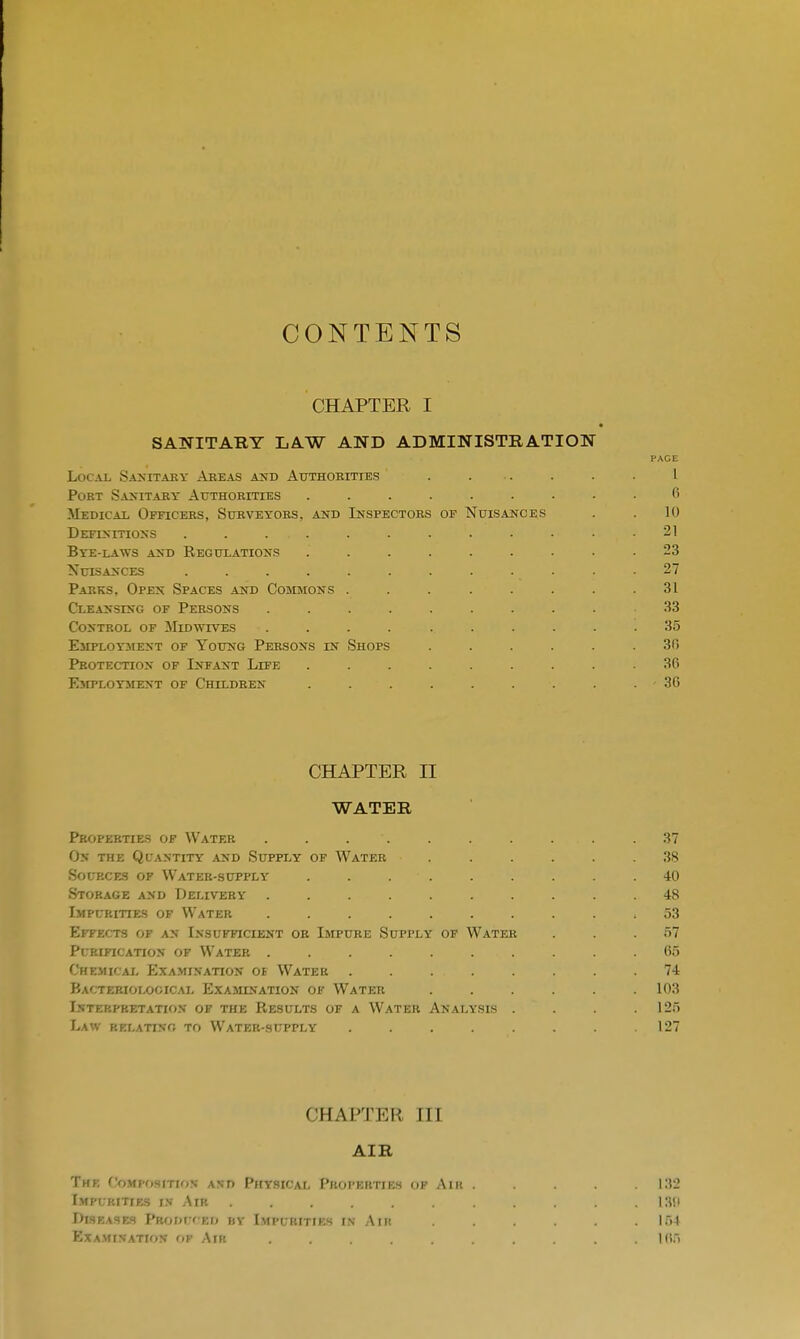 CONTENTS
CHAPTER I
SANITARY LAW AND ADMINISTRATION
PAGE
Local Sanitary Areas and Authorities . . . . . . 1
Port Sanitary Authorities . . . . . . . . . 6
Medical Officers, Surveyors, and Inspectors of Nuisances . . 10
Definitions . . . . . . . . . . . . 21
Bye-laws and Regulations . . . . . . . . . 23
Nuisances . . . . . . . . . . . . 27
Parks, Open Spaces and Commons . . . . . . . . 31
Cleansing of Persons . . . . . . . . . 33
Control of Midwives . . . . . . . . . . 35
Employment of Young Persons in Shops . . . . . . 36
Protection of Infant Life . . . . . . . . . 36
Employment of Children . . . . . . . . . 36
CHAPTER II
WATER
Properties of Water . . . . . . . . . . 37
On the Quantity and Supply of Water . . . . . . 38
Sources of Water-supply . . . . . . . . . 40
Storage and Delivery . . . . . . . . . . 48
Impurities of Water . . . . . . . . . . 53
Effects of an Insufficient or Impure Supply of Water . . . 57
Purification of Water . . . . . . . . . . 65
Chemical Examination of Water . . . . . . . . 74
Bacteriological Examination of Water . . . . . . 103
Interpretation of the Results of a Water Analysis . . . . 125
Law relating to Water-supply . . . . . . . . 127
CHAPTER III
AIR
The Composition and Physical Properties of Air . . . . . 132
Impurities in Air . . . . . . . . . . . 139
Diseases Produced by Impurities in Air . . . . . . 154
Examination of Air . . . . . . . . . . 165